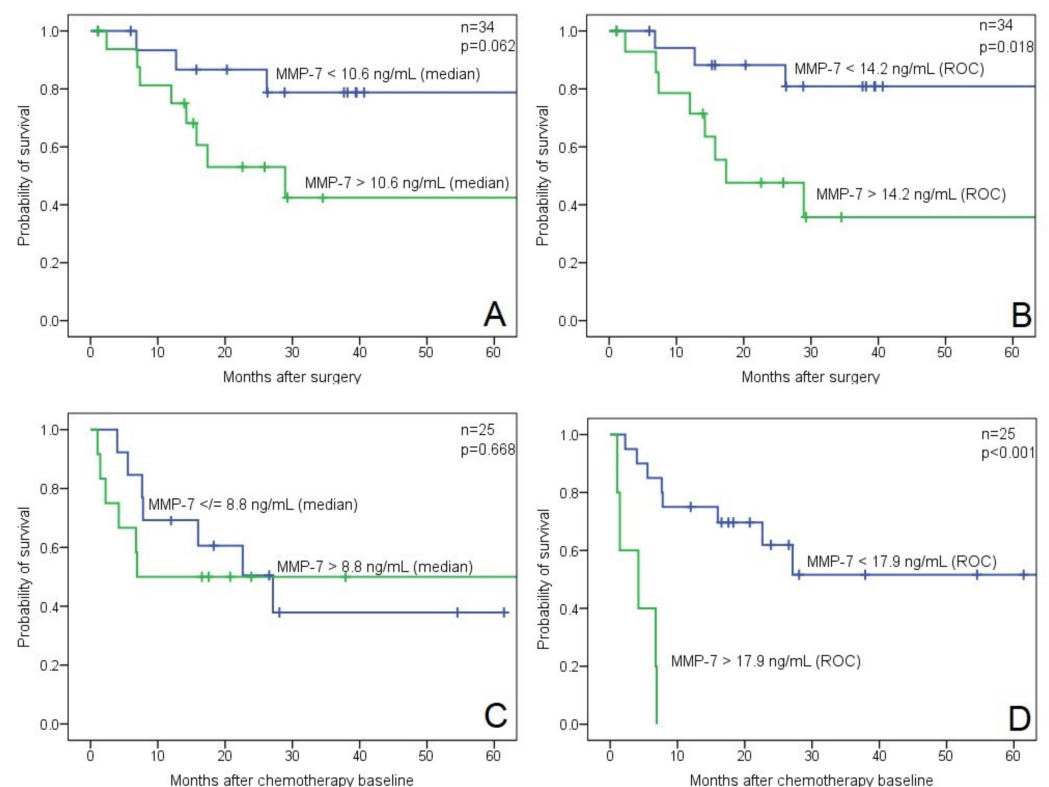 n=34
p=0.062
MMP-7 < 10.6 ng/mL (median)
MMP-7 > 10.6 ng/mL (median)
Probability of survival
1.0
0.8
0.6
0.4
0.2
0.0
A
0 10 20 30 40 50 60
Months after surgery
n=34
p=0.018
MMP-7 < 14.2 ng/mL (ROC)
MMP-7 > 14.2 ng/mL (ROC)
Probability of survival
1.0
0.8
0.6
0.4
0.2
0.0
B
0 10 20 30 40 50 60
Months after surgery
n=25
p=0.668
MMP-7 </= 8.8 ng/mL (median)
MMP-7 > 8.8 ng/mL (median)
Probability of survival
1.0
0.8
0.6
0.4
0.2
0.0
C
0 10 20 30 40 50 60
Months after chemotherapy baseline
n=25
p<0.001
MMP-7 < 17.9 ng/mL (ROC)
MMP-7 > 17.9 ng/mL (ROC)
Probability of survival
1.0
0.8
0.6
0.4
0.2
0.0
D
0 10 20 30 40 50 60
Months after chemotherapy baseline